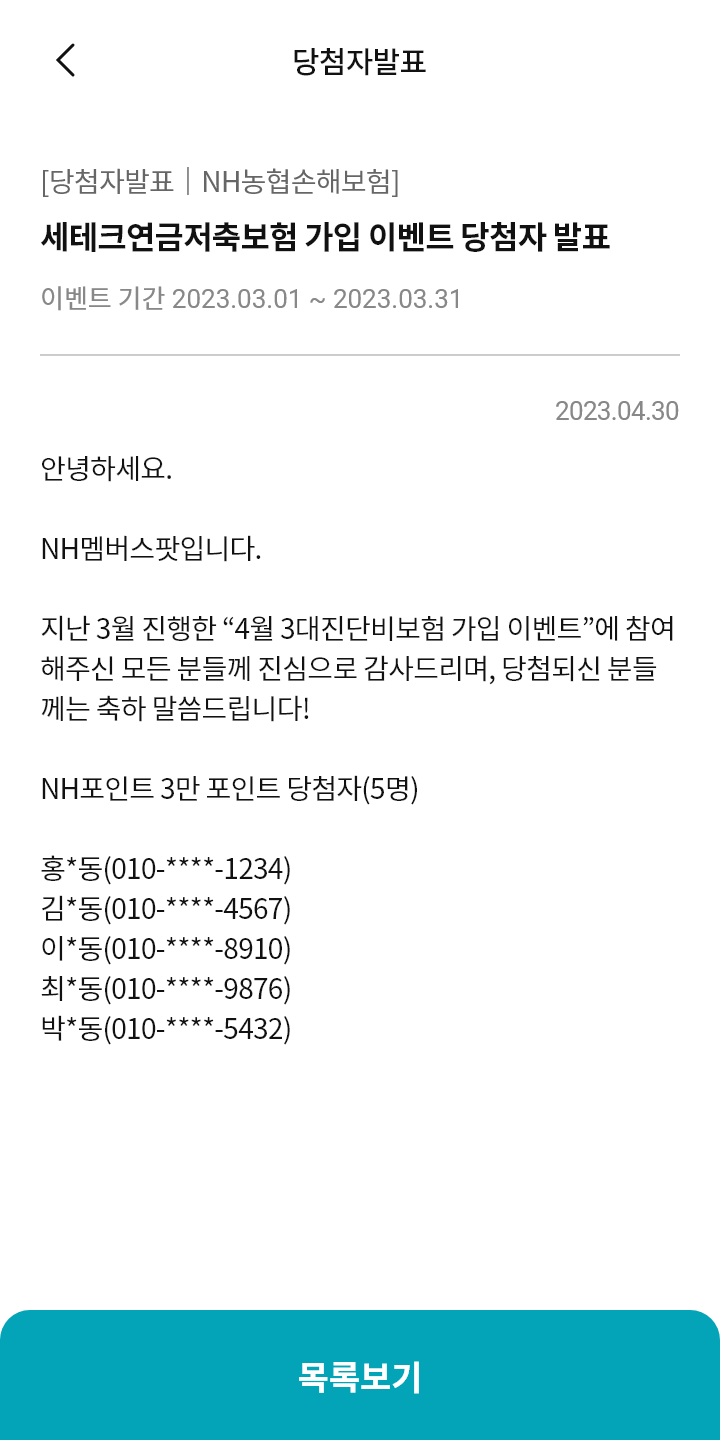 당첨자발표
[당첨자발표｜NH농협손해보험]
세테크연금저축보험 가입 이벤트 당첨자 발표
이벤트 기간 2023.03.01 ~ 2023.03.31
2023.04.30
안녕하세요.
NH멤버스팟입니다.
지난 3월 진행한 “4월 3대진단비보험 가입 이벤트”에 참여
해주신 모든 분들께 진심으로 감사드리며, 당첨되신 분들
께는 축하 말씀드립니다!
NH포인트 3만 포인트 당첨자(5명)
홍*동(010-****-1234)
김*동(010-****-4567)
이*동(010-****-8910)
최*동(010-****-9876)
박*동(010-****-5432)
목록보기